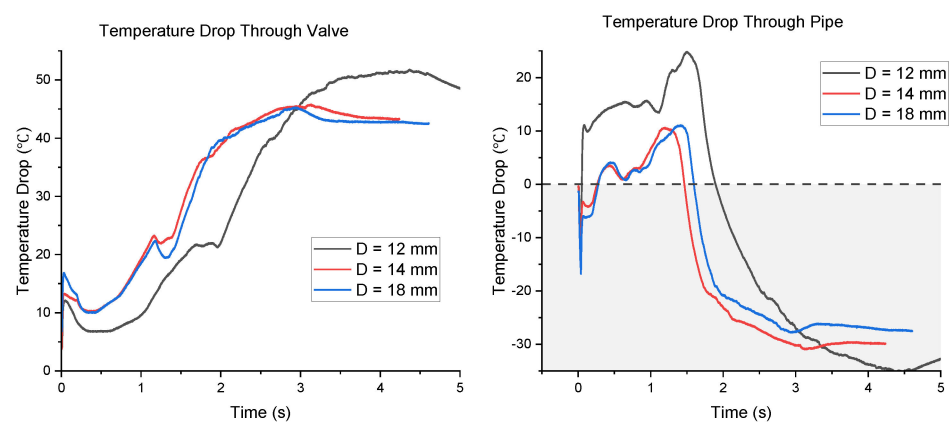 Temperature Drop Through Valve
Temperature Drop (°C)
50
40
30
20
10
0
0 1 2 3 4 5
Time (s)
D = 12 mm
D = 14 mm
D = 18 mm
Temperature Drop Through Pipe
Temperature Drop (°C)
20
10
0
-10
-20
-30
0 1 2 3 4 5
Time (s)
D = 12 mm
D = 14 mm
D = 18 mm